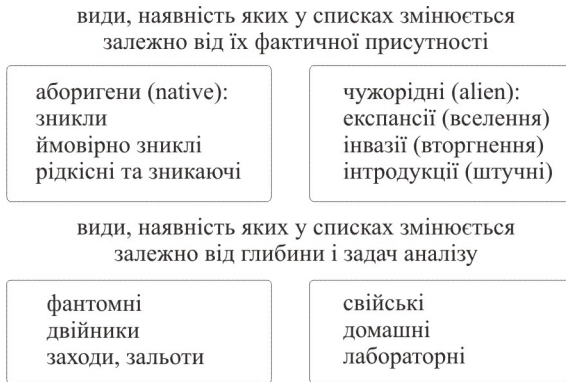 види, наявність яких у списках змінюється
залежно від їх фактичної присутності
аборигени (native):
зникли
ймовірно зниклі
рідкісні та зникаючі
чужорідні (alien):
експансії (вселення)
інвазії (вторгнення)
інтродукції (штучні)
види, наявність яких у списках змінюється
залежно від глибини і задач аналізу
фантомні
двійники
заходи, зальоти
свійські
домашні
лабораторні